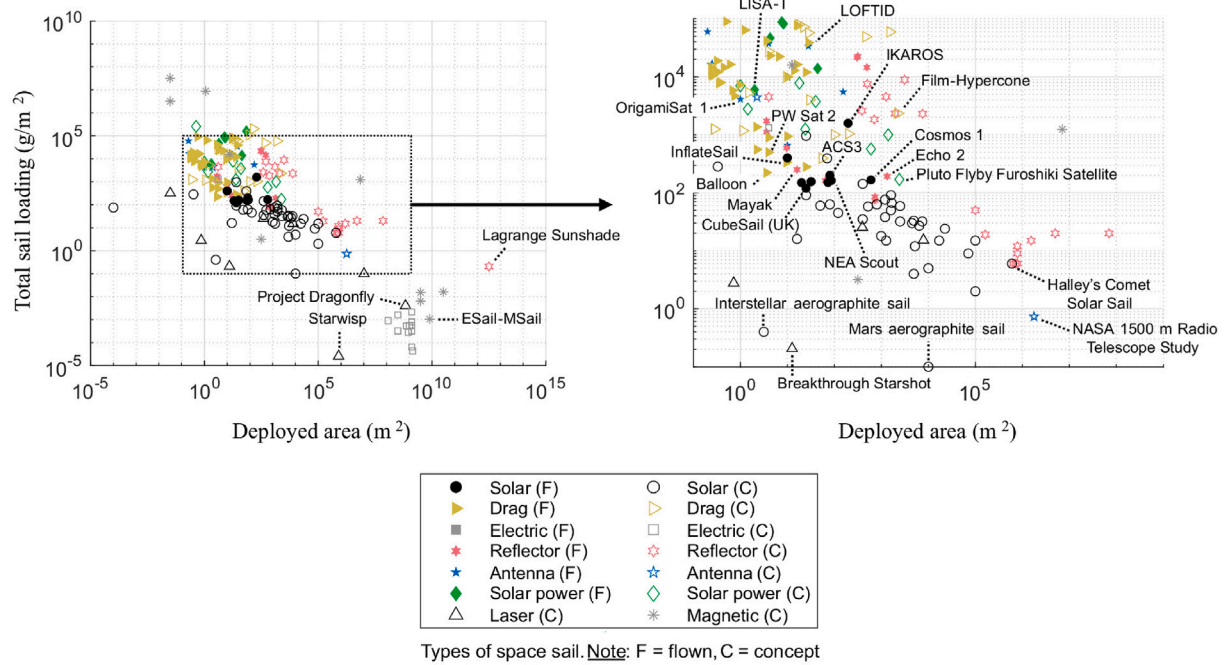 Total sail loading (g/m 2)
10^10
10^5
10^0
10^-5
10^-5
10^0
10^5
10^10
10^15
Deployed area (m 2)
Lagrange Sunshade
Project Dragonfly
Starwisp
ESail-MSail
LISA-1
LOFTID
IKAROS
10^4
Film-Hypercone
OrigamiSat 1
PW Sat 2
Cosmos 1
InflateSail
ACS3
Echo 2
Balloon
Pluto Flyby Furoshiki Satellite
10^2
Mayak
CubeSail (UK)
NEA Scout
Halley's Comet
Solar Sail
Interstellar aerographite sail
10^0
Mars aerographite sail
NASA 1500 m Radio
Telescope Study
Breakthrough Starshot
10^0
10^5
Deployed area (m 2)
Solar (F)
Solar (C)
Drag (F)
Drag (C)
Electric (F)
Electric (C)
Reflector (F)
Reflector (C)
Antenna (F)
Antenna (C)
Solar power (F)
Solar power (C)
Laser (C)
Magnetic (C)
Types of space sail. Note: F = flown, C = concept